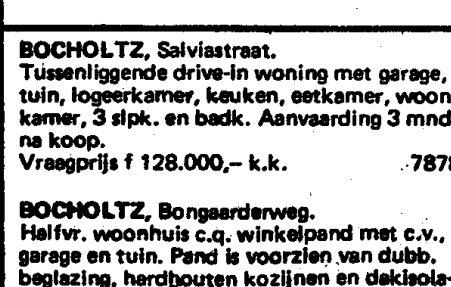 BOCHOLTZ, Salviastraat.
Tussenliggende drive-in woning met garage,
tuin, logeerkamer, keuken, eetkamer, woon
kamer, 3 slpk. en badk. Aanvaarding 3 mnd
na koop.
Vraagprijs f 128.000,– k.k. 787
BOCHOLTZ, Bongaarderweg.
Halfvr. woonhuis c.q. winkelpand met c.v.,
garage en tuin. Pand is voorzien van dubb.
beglazing, hardhouten kozijnen en dakisola-